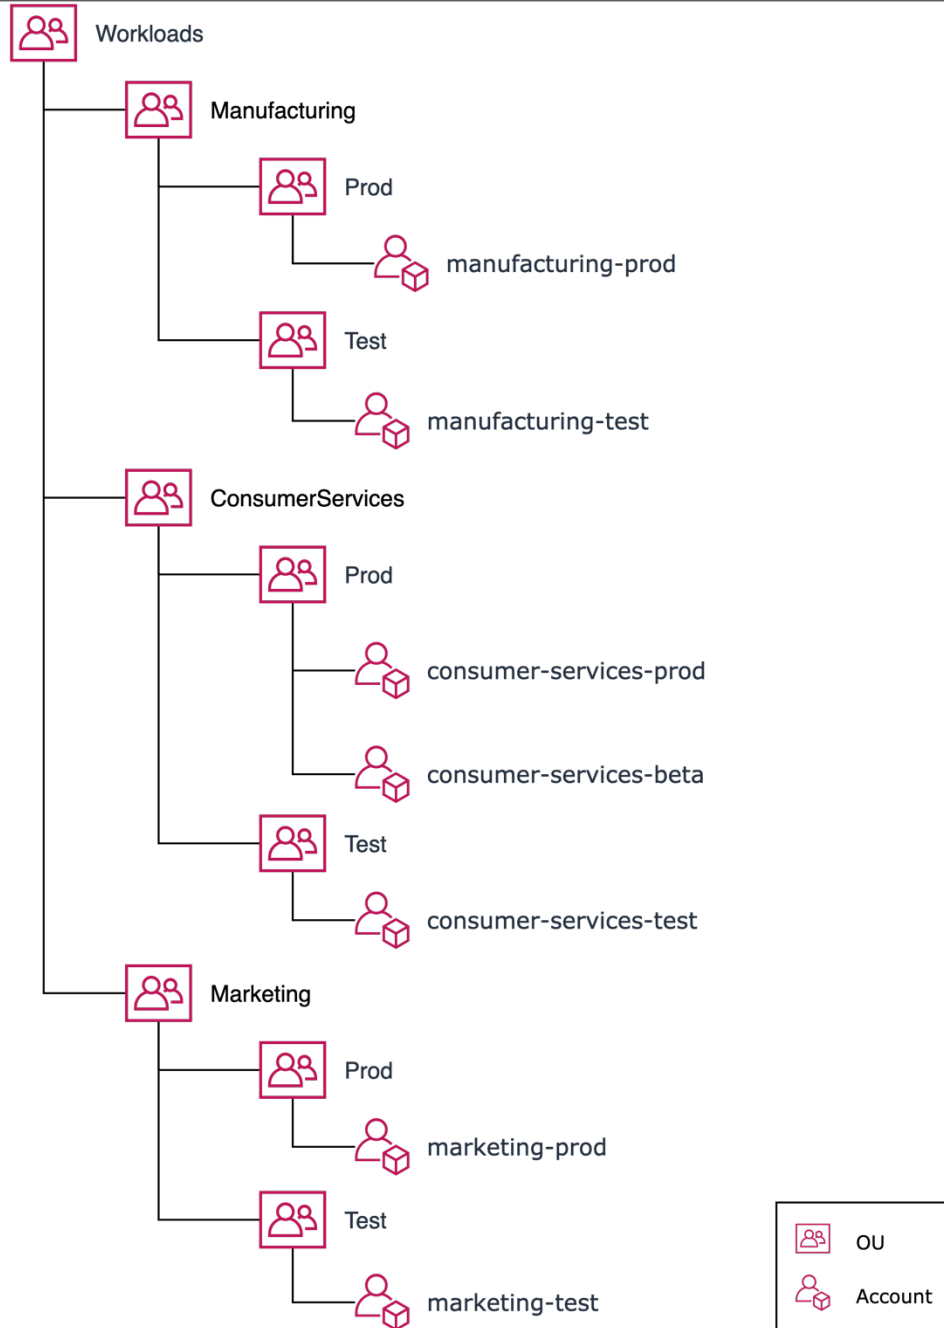 Workloads
Manufacturing
Prod
manufacturing-prod
Test
manufacturing-test
ConsumerServices
Prod
consumer-services-prod
consumer-services-beta
Test
consumer-services-test
Marketing
Prod
marketing-prod
Test
marketing-test
OU
Account